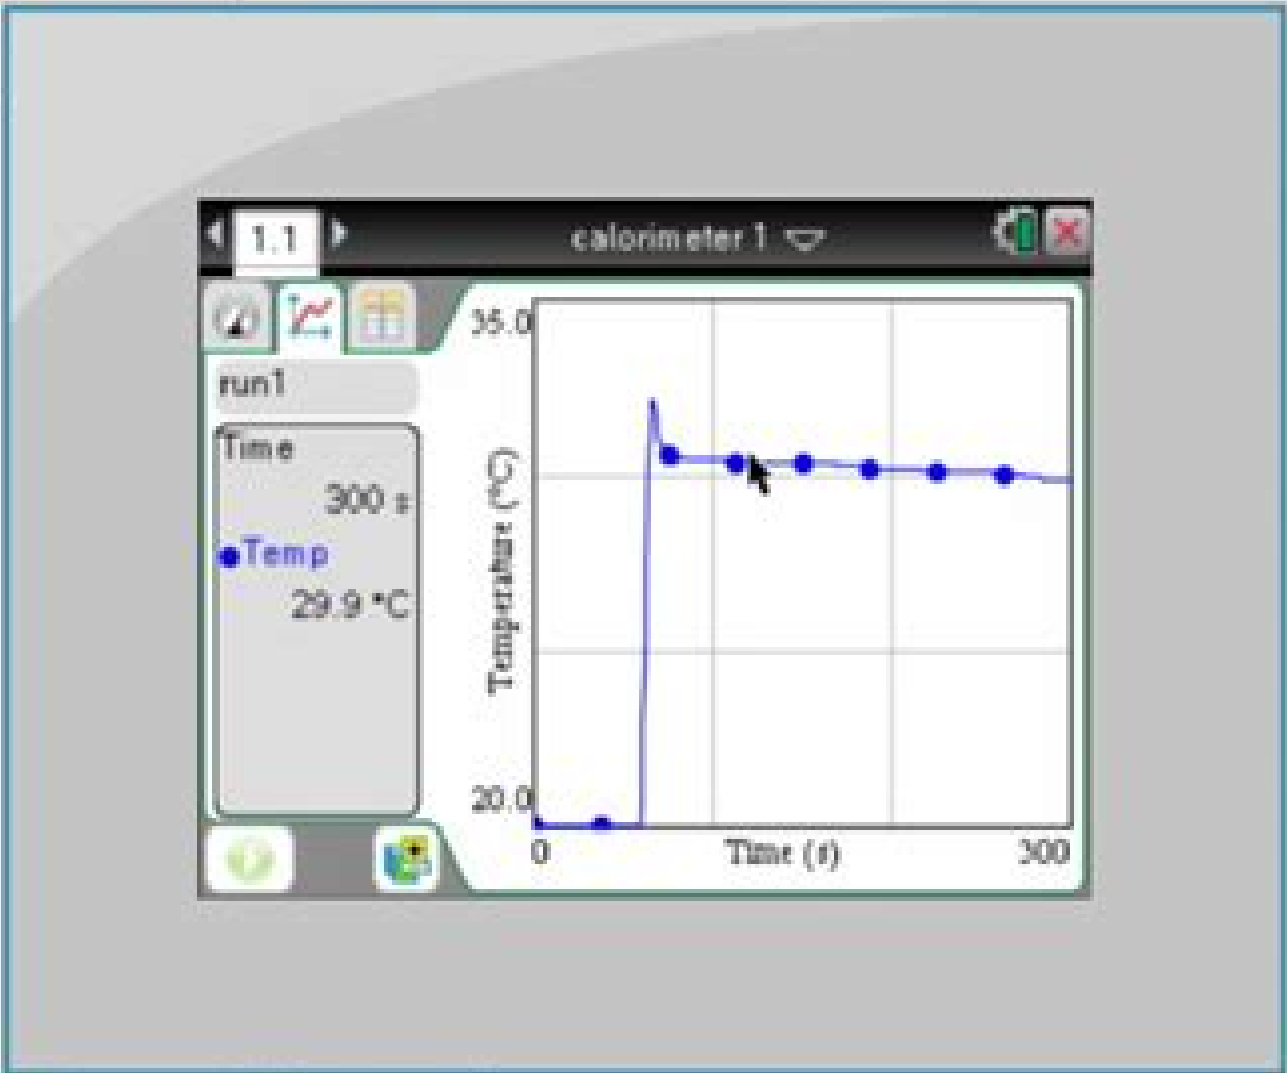 1.1
calorimeter 1
run1
Time
300 s
Temp
29.9 °C
35.0
Temperature (°C)
20.0
0
Time (s)
300